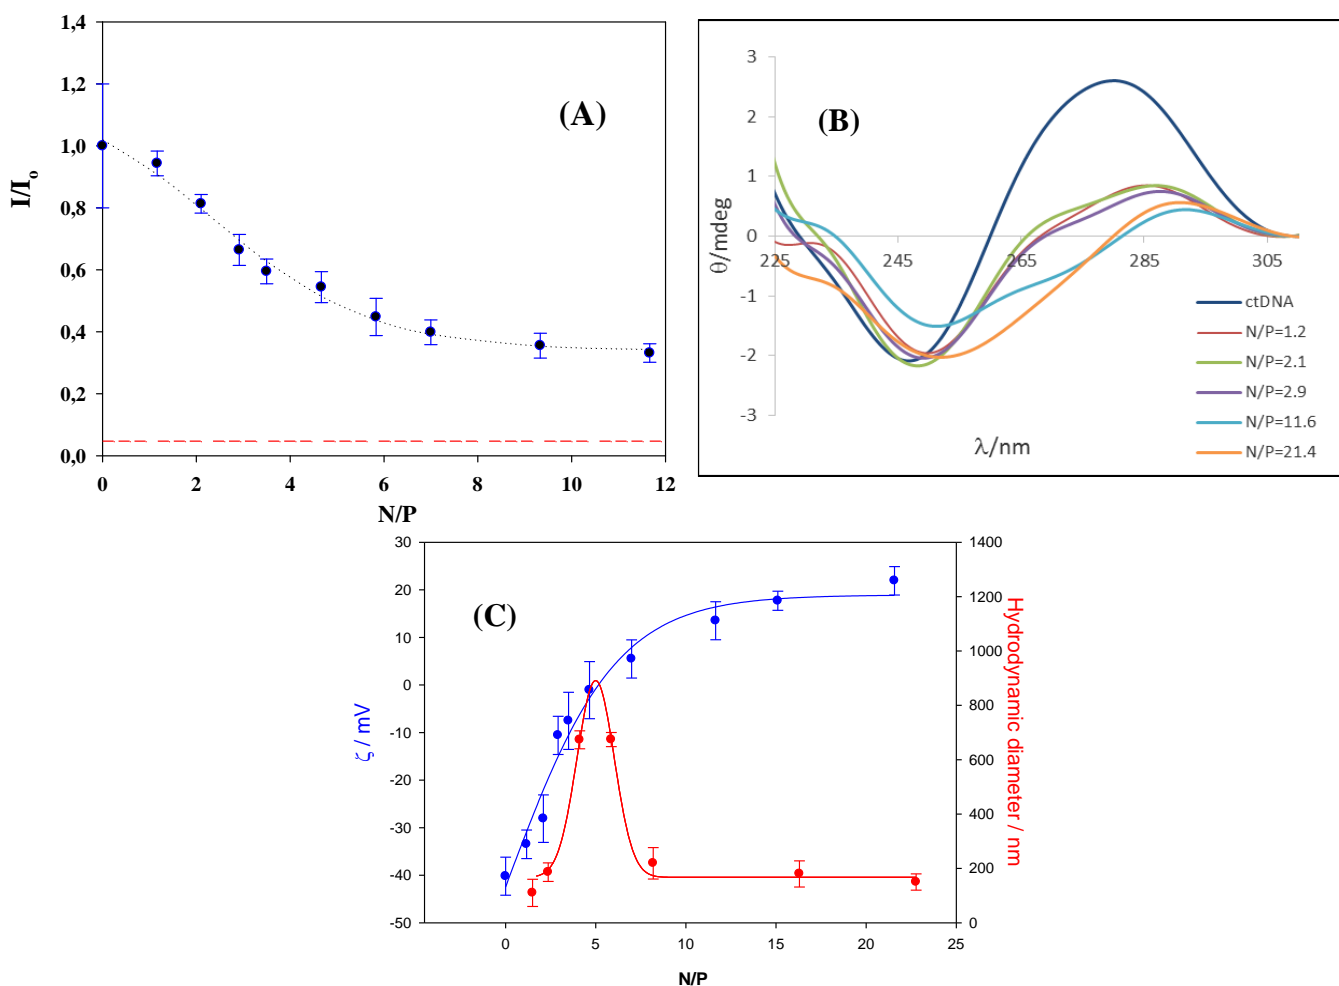 1,4
1,2
1,0
0,8
0,6
0,4
0,2
0,0
I/Io
(A)
0 2 4 6 8 10 12
N/P
3
2
1
0
-1
-2
-3
θ/mdeg
(B)
225 245 265 285 305
λ/nm
ctDNA
N/P=1.2
N/P=2.1
N/P=2.9
N/P=11.6
N/P=21.4
30
20
10
0
-10
-20
-30
-40
-50
ζ / mV
(C)
1400
1200
1000
800
600
400
200
0
Hydrodynamic diameter / nm
0 5 10 15 20 25
N/P